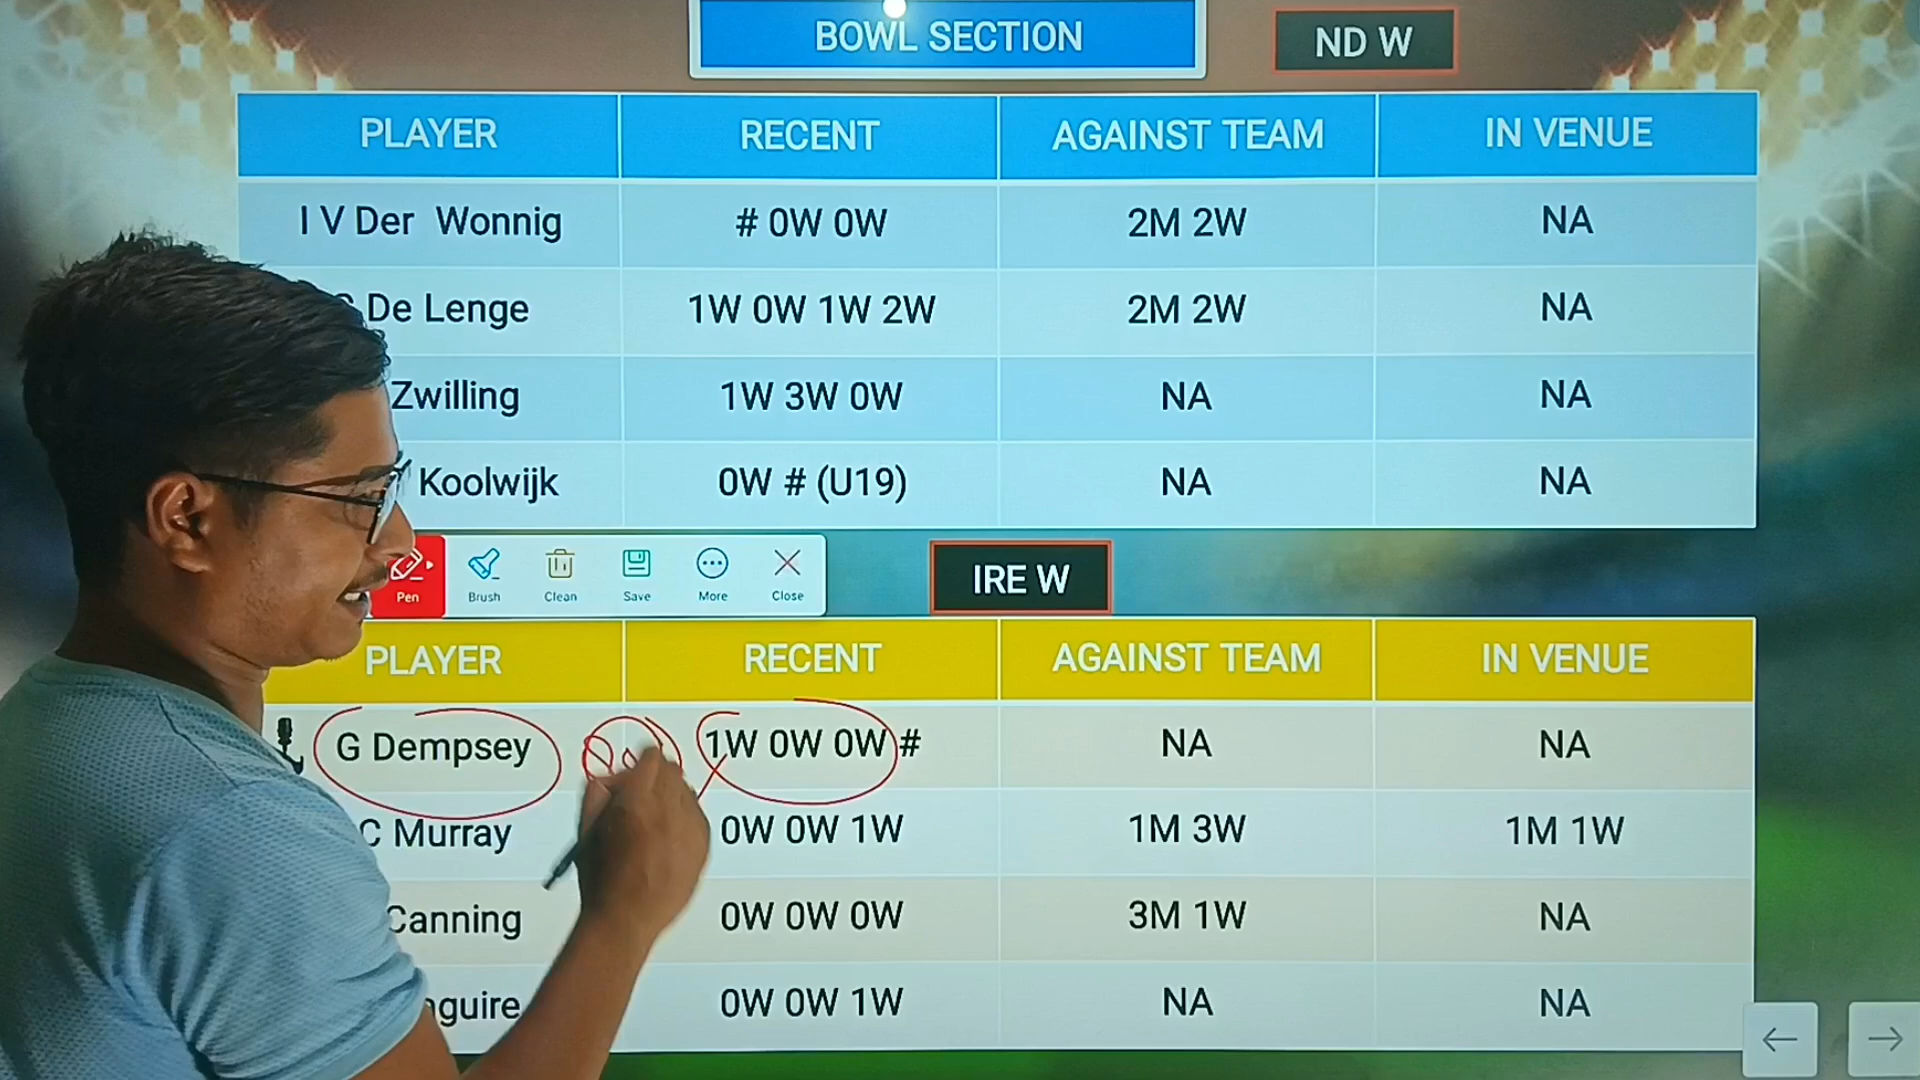 BOWL SECTION
ND W
PLAYER RECENT AGAINST TEAM IN VENUE
I V Der Wonnig # 0W 0W 2M 2W NA
De Lenge 1W 0W 1W 2W 2M 2W NA
Zwilling 1W 3W 0W NA NA
Koolwijk 0W # (U19) NA NA
Pen Brush Clean Save More Close
IRE W
PLAYER RECENT AGAINST TEAM IN VENUE
G Dempsey 1W 0W 0W # NA NA
C Murray 0W 0W 1W 1M 3W 1M 1W
Canning 0W 0W 0W 3M 1W NA
0W 0W 1W NA NA